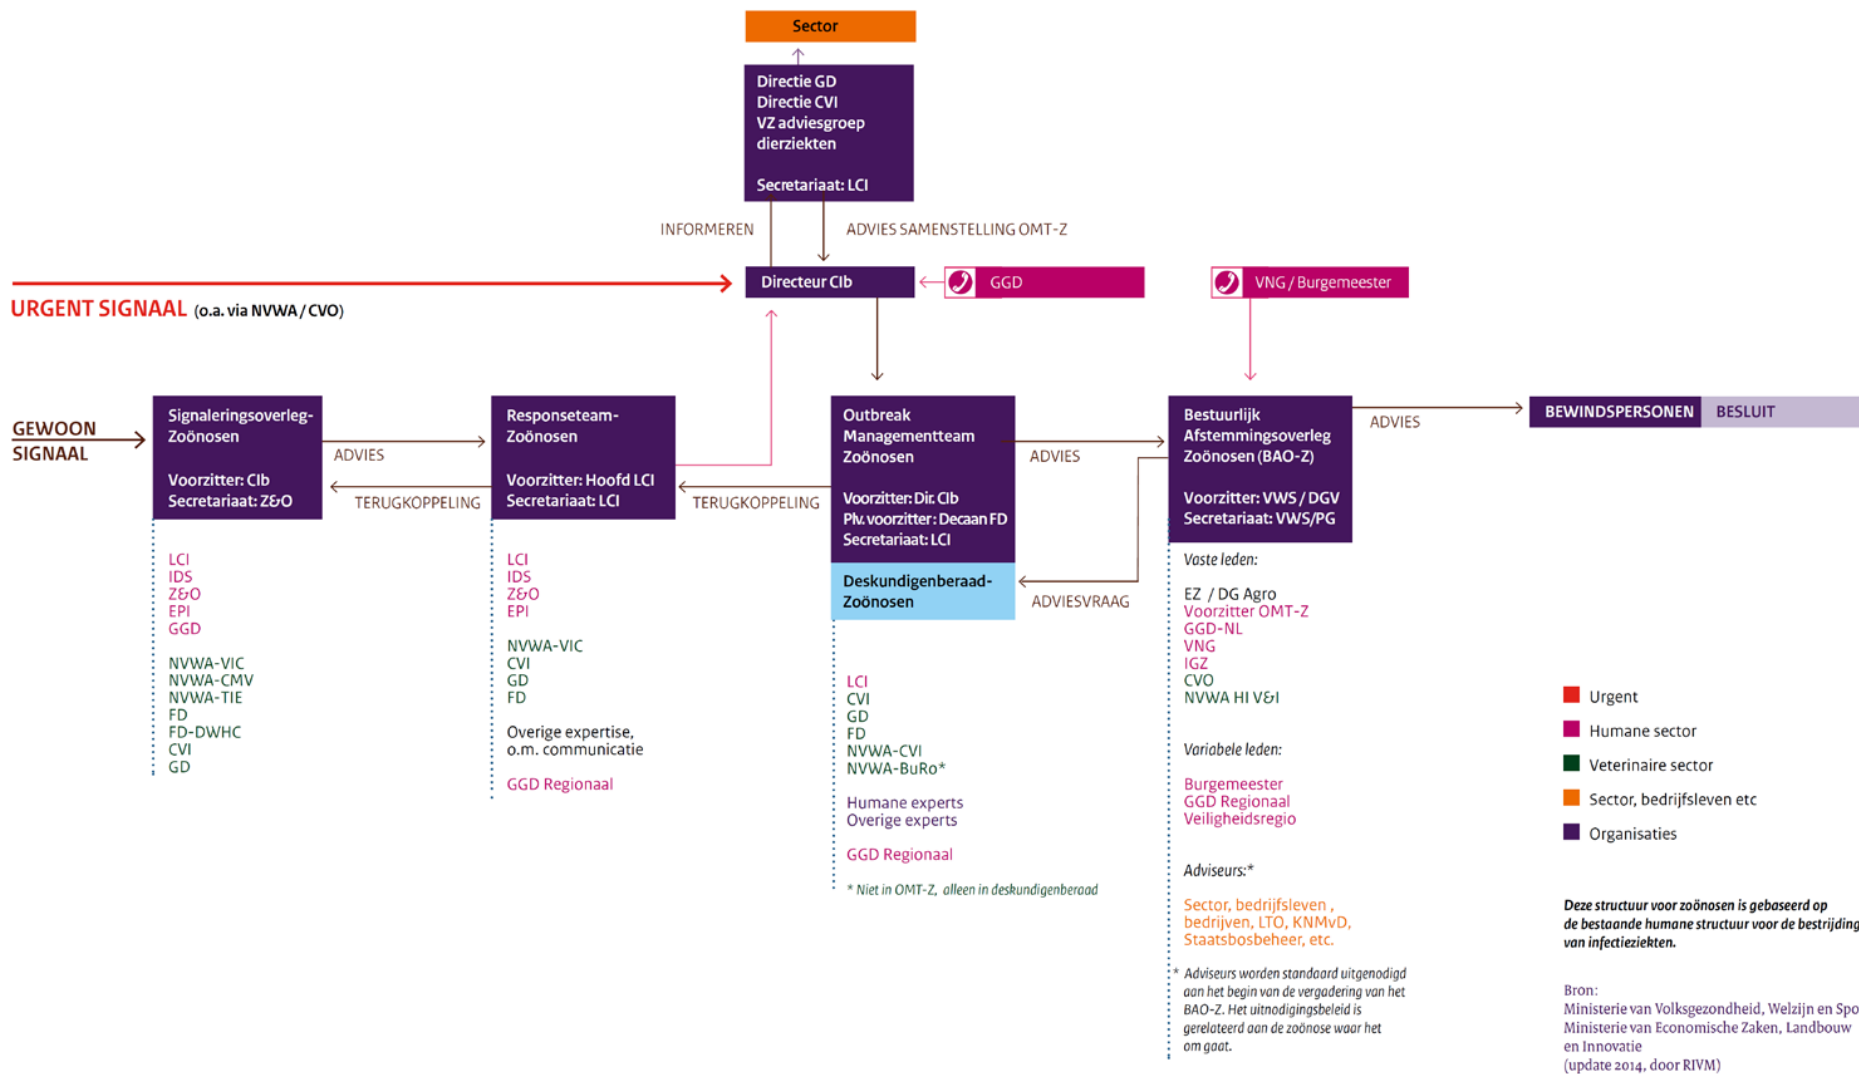 Sector
Directie GD
Directie CVI
VZ adviesgroep
dierziekten
Secretariaat: LCI
INFORMEREN
ADVIES SAMENSTELLING OMT-Z
Directeur CIb
GGD
VNG / Burgemeester
URGENT SIGNAAL (o.a. via NVWA / CVO)
GEWOON
SIGNAAL
Signaleringsoverleg-
Zoönosen
Voorzitter: CIb
Secretariaat: Z&O
ADVIES
TERUGKOPPELING
LCI
IDS
Z&O
EPI
GGD
NVWA-VIC
NVWA-CMV
NVWA-TIE
FD
FD-DWHC
CVI
GD
Responseteam-
Zoönosen
Voorzitter: Hoofd LCI
Secretariaat: LCI
TERUGKOPPELING
LCI
IDS
Z&O
EPI
NVWA-VIC
CVI
GD
FD
Overige expertise,
o.m. communicatie
GGD Regionaal
Outbreak
Managementteam
Zoönosen
Voorzitter: Dir. CIb
Plv. voorzitter : Decaan FD
Secretariaat: LCI
Deskundigenberaad-
Zoönosen
ADVIES
ADVIESVRAAG
LCI
CVI
GD
FD
NVWA-CVI
NVWA-BuRo*
Humane experts
Overige experts
GGD Regionaal
* Niet in OMT-Z, alleen in deskundigenberaad
Bestuurlijk
Afstemmingsoverleg
Zoönosen (BAO-Z)
Voorzitter: VWS / DGV
Secretariaat: VWS/PG
ADVIES
Vaste leden:
EZ / DG Agro
Voorzitter OMT-Z
GGD-NL
VNG
IGZ
CVO
NVWA HI V&I
Variabele leden:
Burgemeester
GGD Regionaal
Veiligheidsregio
Adviseurs:*
Sector, bedrijfsleven ,
bedrijven, LTO, KNMvD,
Staatsbosbeheer, etc.
* Adviseurs worden standaard uitgenodigd
aan het begin van de vergadering van het
BAO-Z. Het uitnodigingsbeleid is
gerelateerd aan de zoönose waar het
om gaat.
BEWINDSPERSONEN BESLUIT
Urgent
Humane sector
Veterinaire sector
Sector, bedrijfsleven etc
Organisaties
Deze structuur voor zoönosen is gebaseerd op
de bestaande humane structuur voor de bestrijding
van infectieziekten.
Bron:
Ministerie van Volksgezondheid, Welzijn en Spo
Ministerie van Economische Zaken, Landbouw
en Innovatie
(update 2014, door RIVM)